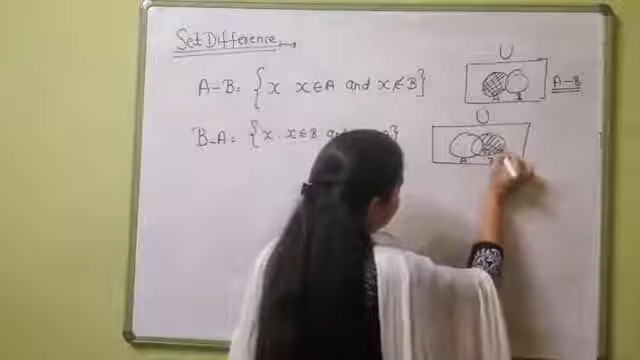 Set Difference
A-B= { x x∈A and x∉B}
U
A B
A-B
B-A= { x. x∈B
U
A